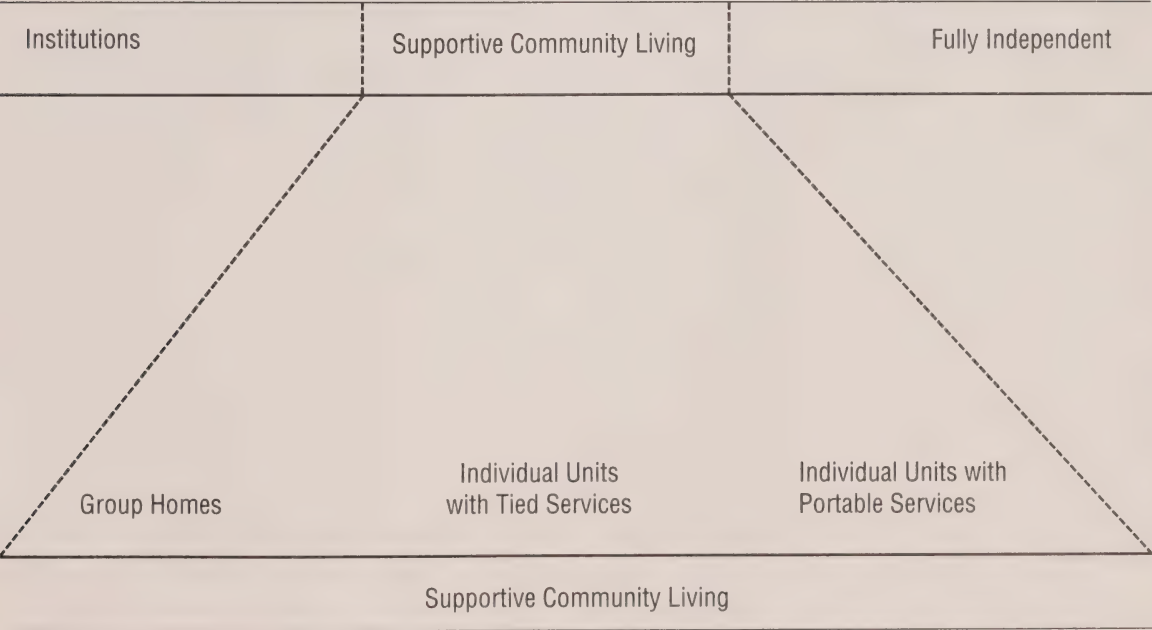 Institutions
Supportive Community Living
Fully Independent
Group Homes
Individual Units
with Tied Services
Individual Units with
Portable Services
Supportive Community Living